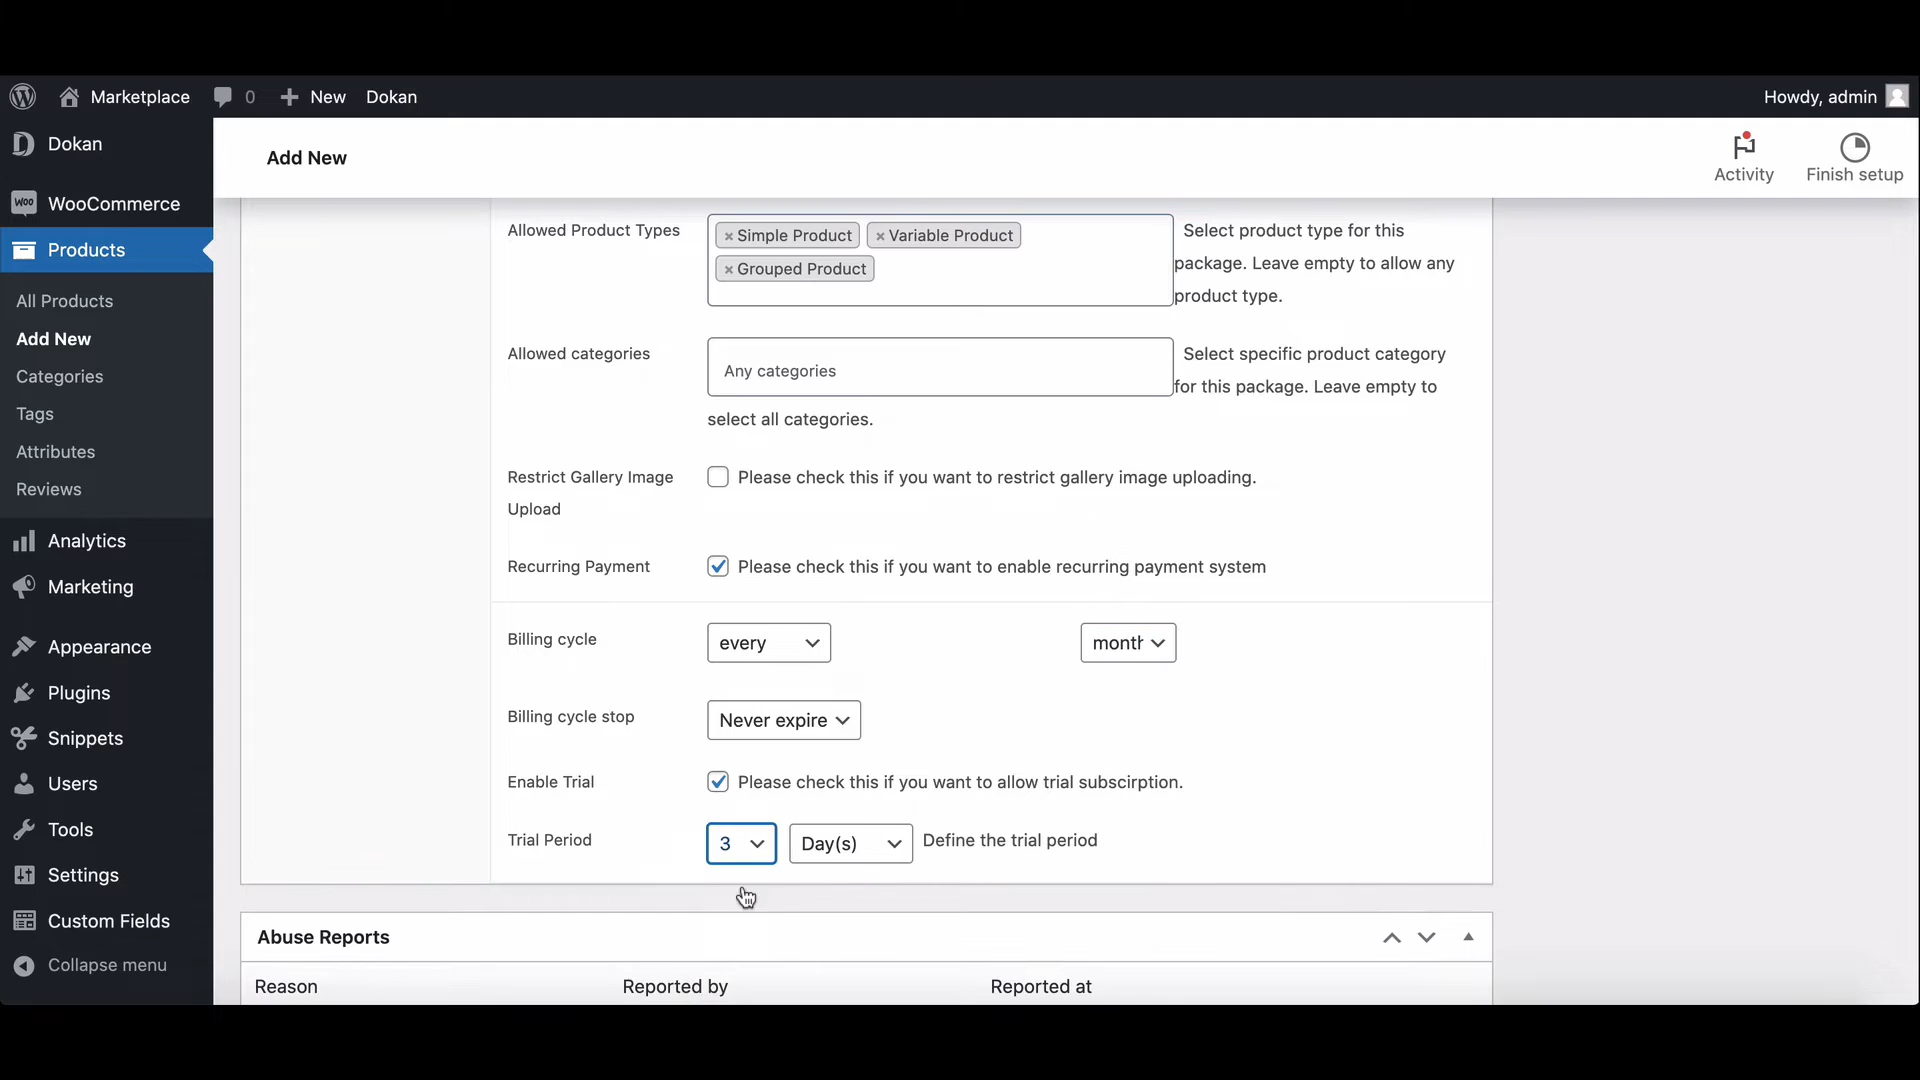 Marketplace 0 New Dokan Howdy, admin
Dokan
WooCommerce
Products
All Products
Add New
Categories
Tags
Attributes
Reviews
Analytics
Marketing
Appearance
Plugins
Snippets
Users
Tools
Settings
Custom Fields
Collapse menu
Add New
Activity
Finish setup
Allowed Product Types
× Simple Product × Variable Product
× Grouped Product
Select product type for this
package. Leave empty to allow any
product type.
Allowed categories
Any categories
Select specific product category
for this package. Leave empty to
select all categories.
Restrict Gallery Image
Upload
Please check this if you want to restrict gallery image uploading.
Recurring Payment
Please check this if you want to enable recurring payment system
Billing cycle
every
month
Billing cycle stop
Never expire
Enable Trial
Please check this if you want to allow trial subscirption.
Trial Period
3
Day(s)
Define the trial period
Abuse Reports
Reason Reported by Reported at